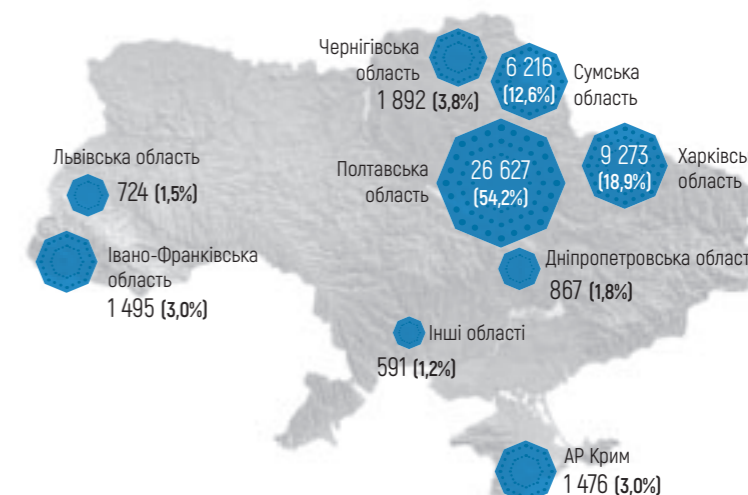 Чернігівська
область
1 892 (3,8%)
6 216
(12,6%)
Сумська
область
Полтавська
область
26 627
(54,2%)
9 273
(18,9%)
Харківсь
область
Львівська область
724 (1,5%)
Івано-Франківська
область
1 495 (3,0%)
Дніпропетровська област
867 (1,8%)
Інші області
591 (1,2%)
АР Крим
1 476 (3,0%)